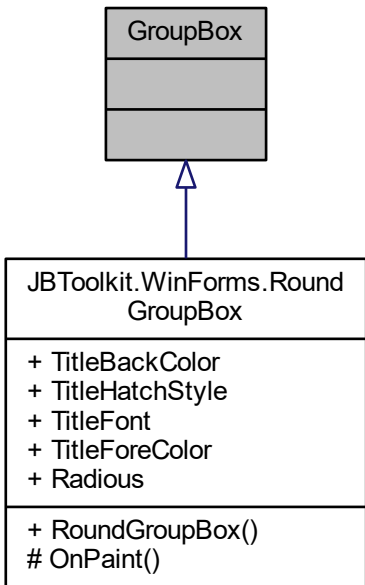 GroupBox
JBToolkit.WinForms.Round
GroupBox
+ TitleBackColor
+ TitleHatchStyle
+ TitleFont
+ TitleForeColor
+ Radious
+ RoundGroupBox()
# OnPaint()